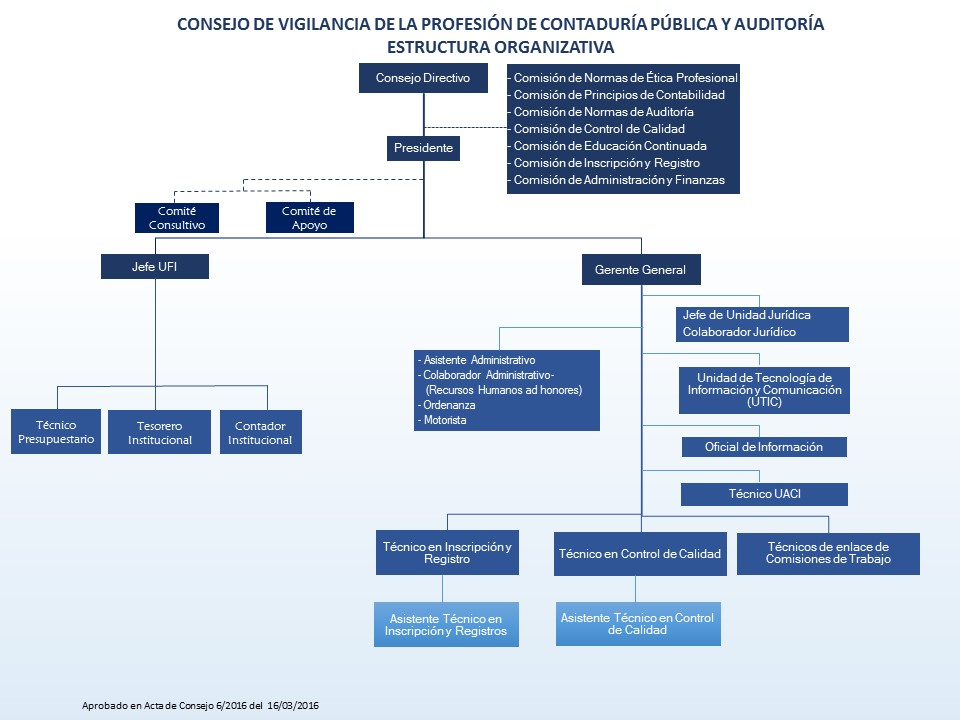 CONSEJO DE VIGILANCIA DE LA PROFESIÓN DE CONTADURÍA PÚBLICA Y AUDITORÍA
ESTRUCTURA ORGANIZATIVA
Consejo Directivo
- Comisión de Normas de Ética Profesional
- Comisión de Principios de Contabilidad
- Comisión de Normas de Auditoría
- Comisión de Control de Calidad
- Comisión de Educación Continuada
- Comisión de Inscripción y Registro
- Comisión de Administración y Finanzas
Presidente
Comité
Consultivo
Comité de
Apoyo
Jefe UFI
Gerente General
Jefe de Unidad Jurídica
Colaborador Jurídico
- Asistente Administrativo
- Colaborador Administrativo-
(Recursos Humanos ad honores)
- Ordenanza
- Motorista
Unidad de Tecnología de
Información y Comunicación
(UTIC)
Oficial de Información
Técnico UACI
Técnico
Presupuestario
Tesorero
Institucional
Contador
Institucional
Técnico en Inscripción y
Registro
Técnico en Control de Calidad
Técnicos de enlace de
Comisiones de Trabajo
Asistente Técnico en
Inscripción y Registros
Asistente Técnico en Control
de Calidad
Aprobado en Acta de Consejo 6/2016 del 16/03/2016